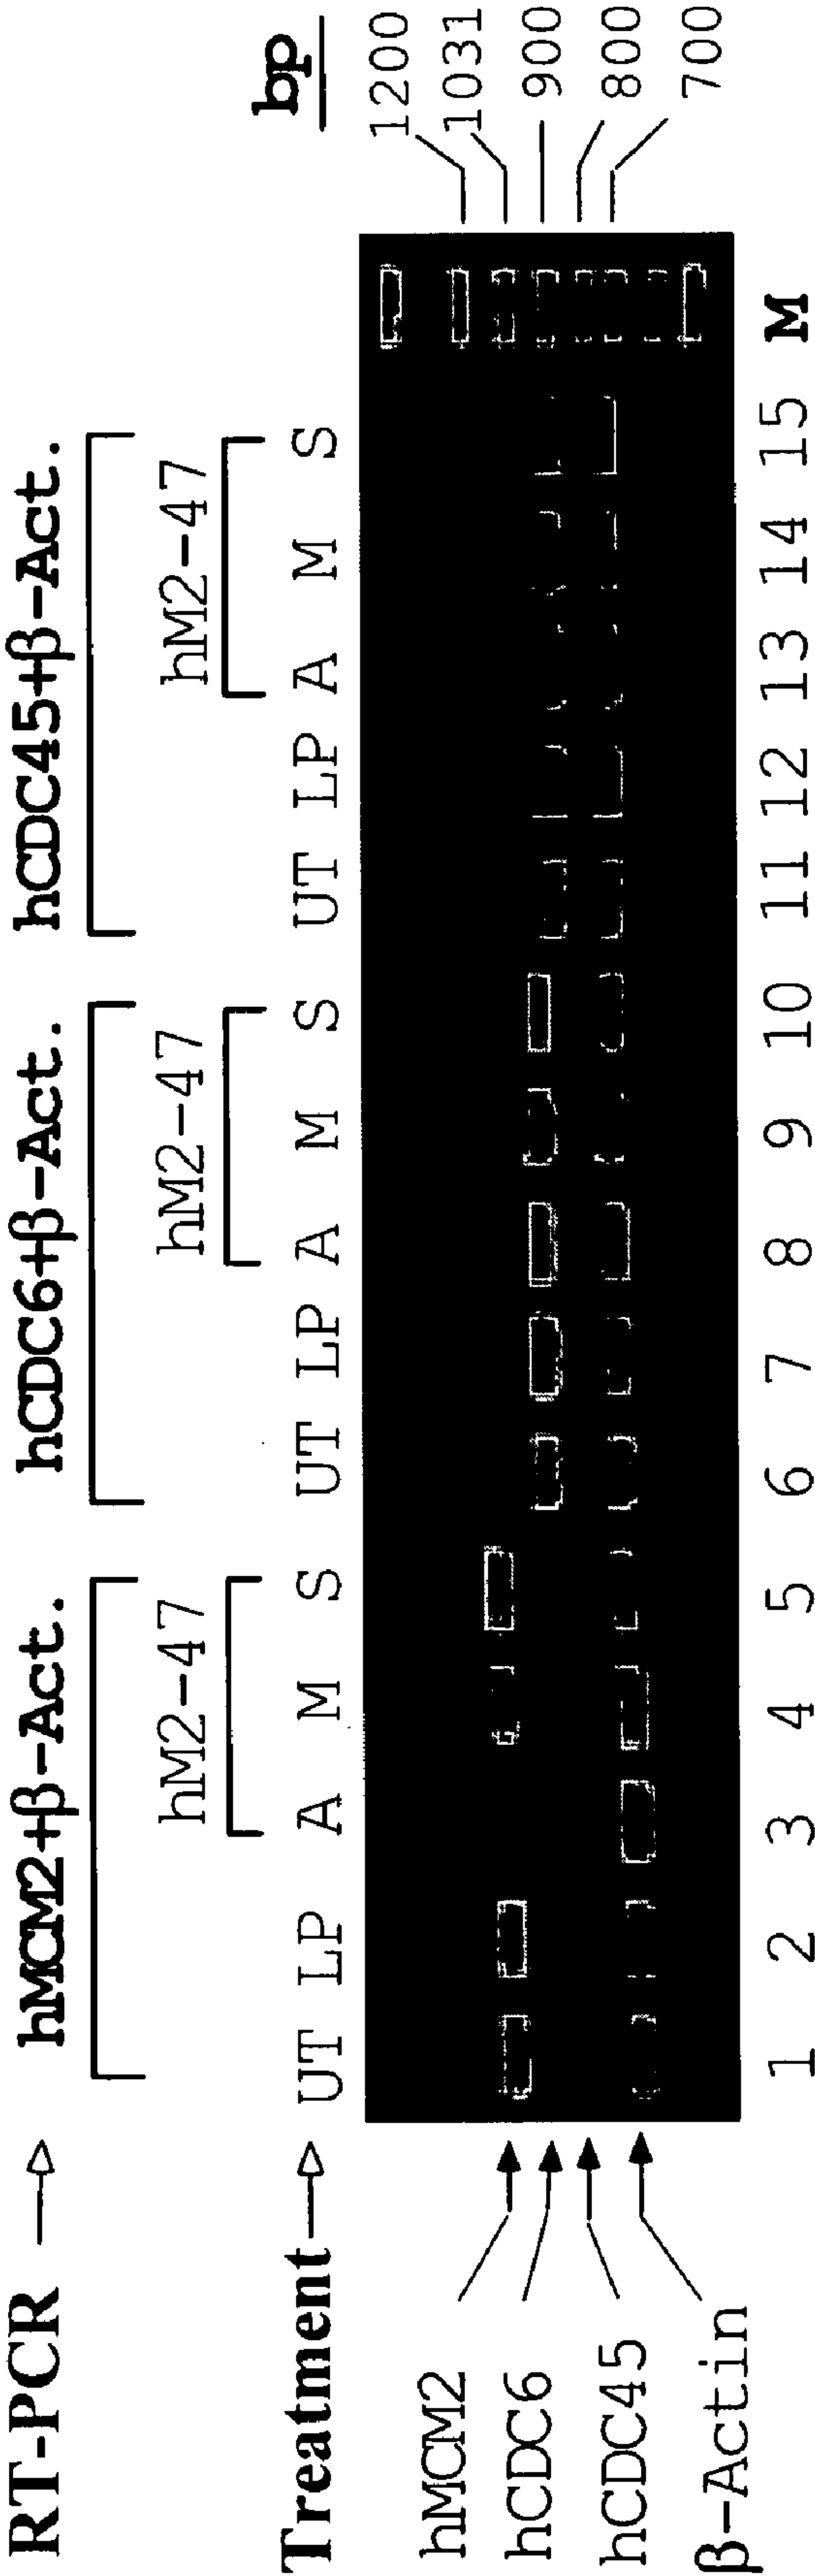 RT-PCR
hMCM2+β-Act.
hCDC6+β-Act.
hCDC45+β-Act.
hM2-47
hM2-47
hM2-47
bp
Treatment
UT LP A M S UT LP A M S UT LP A M S
hMCM2
hCDC6
hCDC45
β-Actin
1200
1031
900
800
700
1 2 3 4 5 6 7 8 9 10 11 12 13 14 15 M